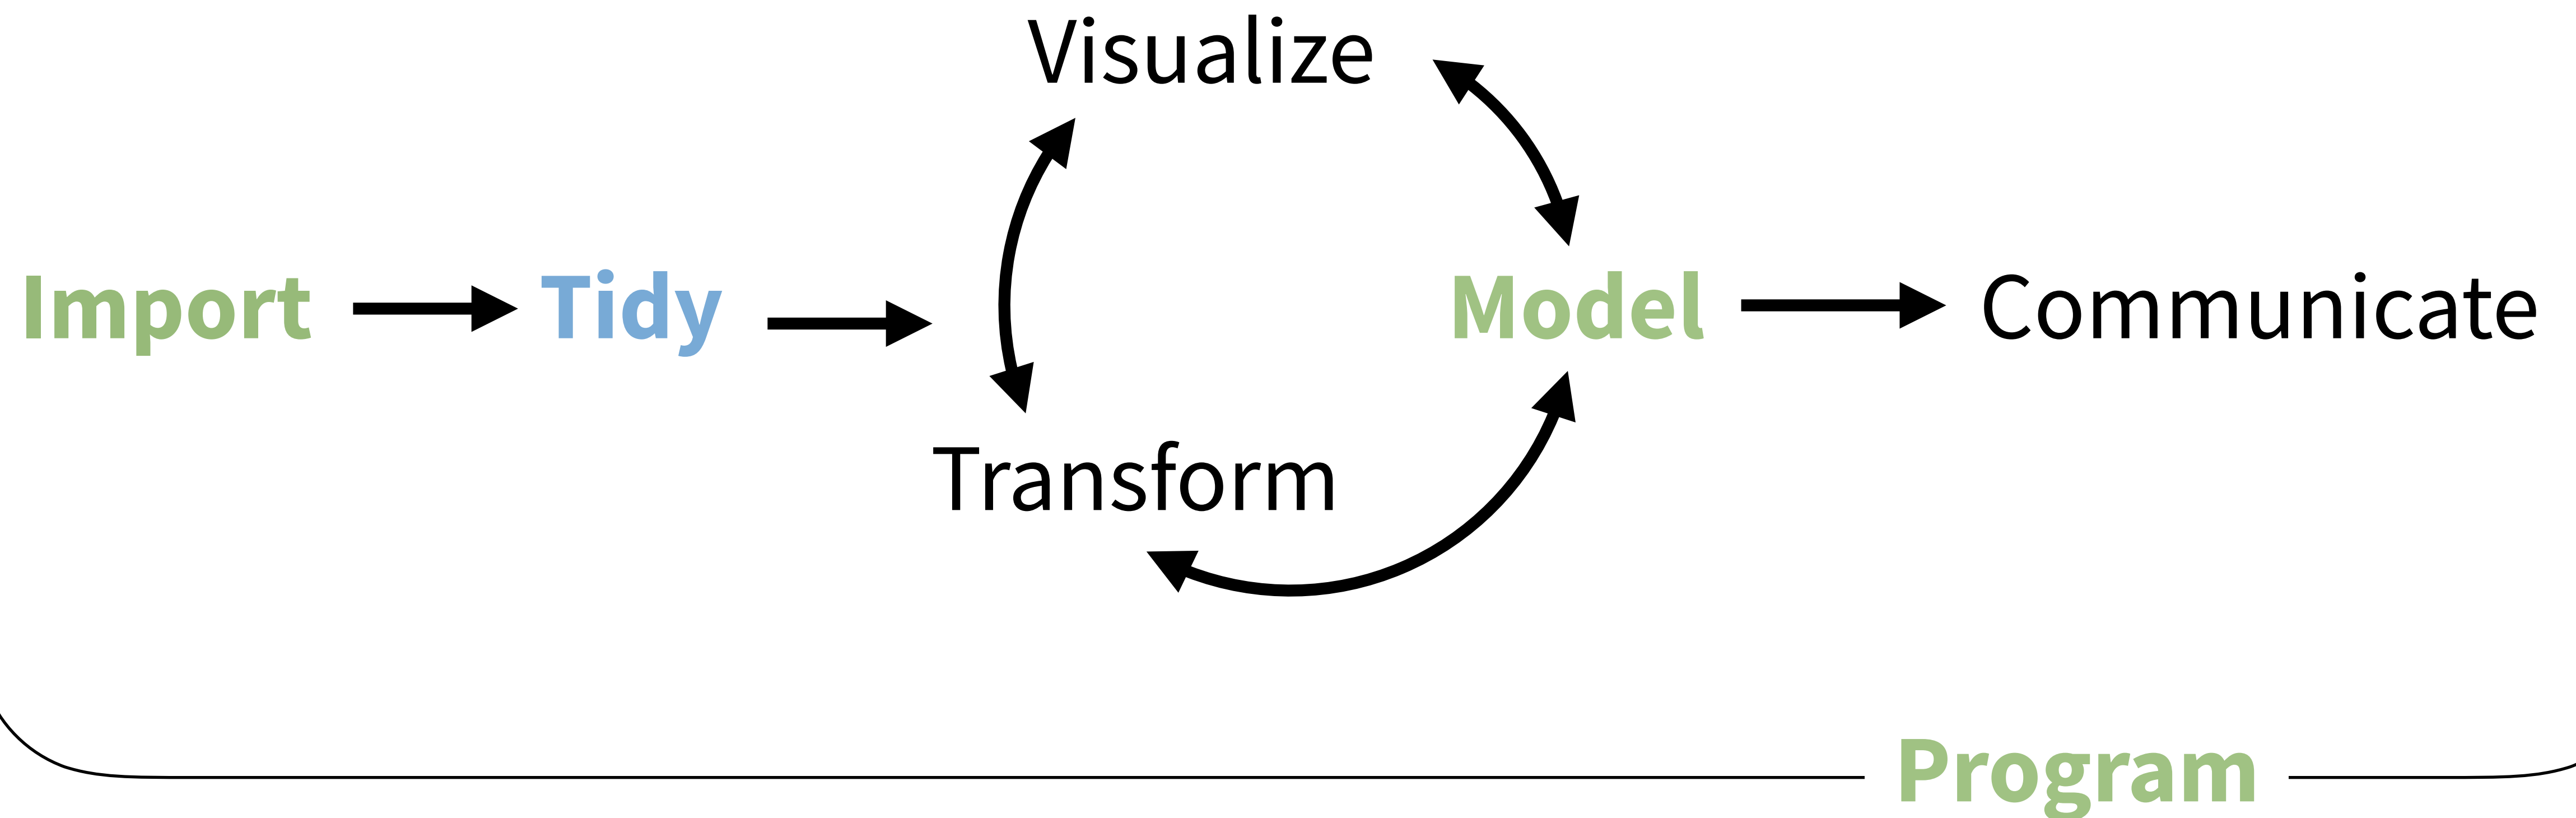 Visualize
Import
Tidy
Model
Communicate
Transform
Program